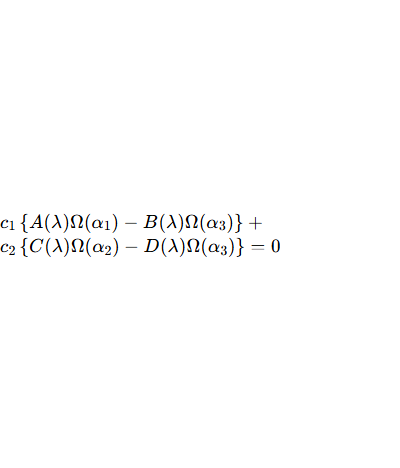 c₁ {A(λ)Ω(α₁) − B(λ)Ω(α₃)} +
c₂ {C(λ)Ω(α₂) − D(λ)Ω(α₃)} = 0